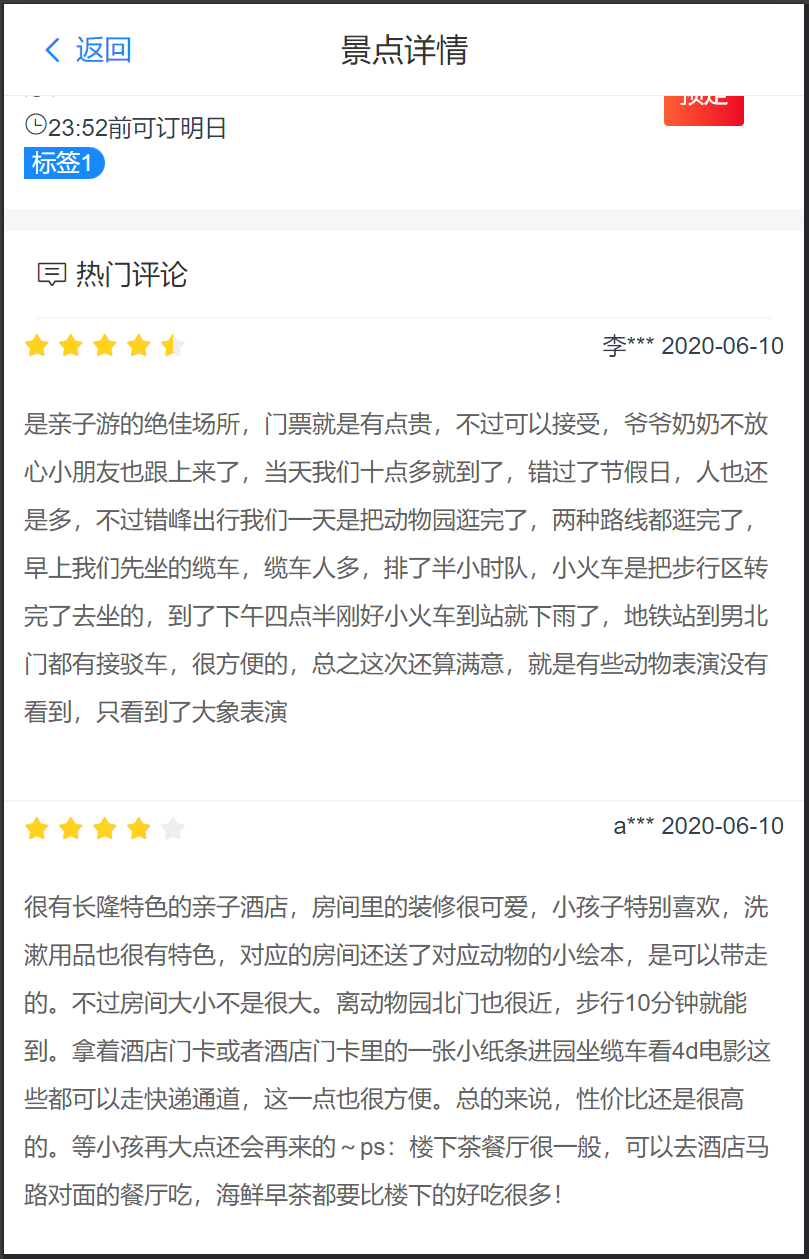 返回
景点详情
预定
23:52前可订明日
标签1
热门评论
李*** 2020-06-10
是亲子游的绝佳场所，门票就是有点贵，不过可以接受，爷爷奶奶不放
心小朋友也跟上来了，当天我们十点多就到了，错过了节假日，人也还
是多，不过错峰出行我们一天是把动物园逛完了，两种路线都逛完了，
早上我们先坐的缆车，缆车人多，排了半小时队，小火车是把步行区转
完了去坐的，到了下午四点半刚好小火车到站就下雨了，地铁站到男北
门都有接驳车，很方便的，总之这次还算满意，就是有些动物表演没有
看到，只看到了大象表演
a*** 2020-06-10
很有长隆特色的亲子酒店，房间里的装修很可爱，小孩子特别喜欢，洗
漱用品也很有特色，对应的房间还送了对应动物的小绘本，是可以带走
的。不过房间大小不是很大。离动物园北门也很近，步行10分钟就能
到。拿着酒店门卡或者酒店门卡里的一张小纸条进园坐缆车看4d电影这
些都可以走快递通道，这一点也很方便。总的来说，性价比还是很高
的。等小孩再大点还会再来的～ps：楼下茶餐厅很一般，可以去酒店马
路对面的餐厅吃，海鲜早茶都要比楼下的好吃很多！